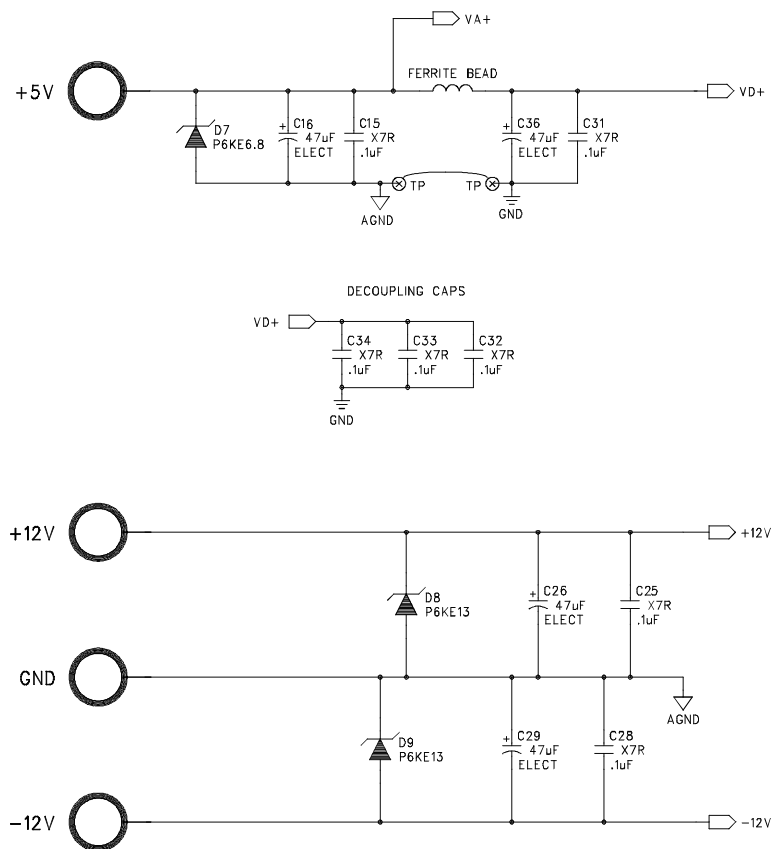 VA+
FERRITE BEAD
+5V
VD+
D7
P6KE6.8
+ C16
47uF
ELECT
C15
X7R
.1uF
+ C36
47uF
ELECT
C31
X7R
.1uF
TP
TP
AGND
GND
DECOUPLING CAPS
VD+
C34
X7R
.1uF
C33
X7R
.1uF
C32
X7R
.1uF
GND
+12V
+12V
D8
P6KE13
+ C26
47uF
ELECT
C25
X7R
.1uF
GND
AGND
D9
P6KE13
+ C29
47uF
ELECT
C28
X7R
.1uF
-12V
-12V